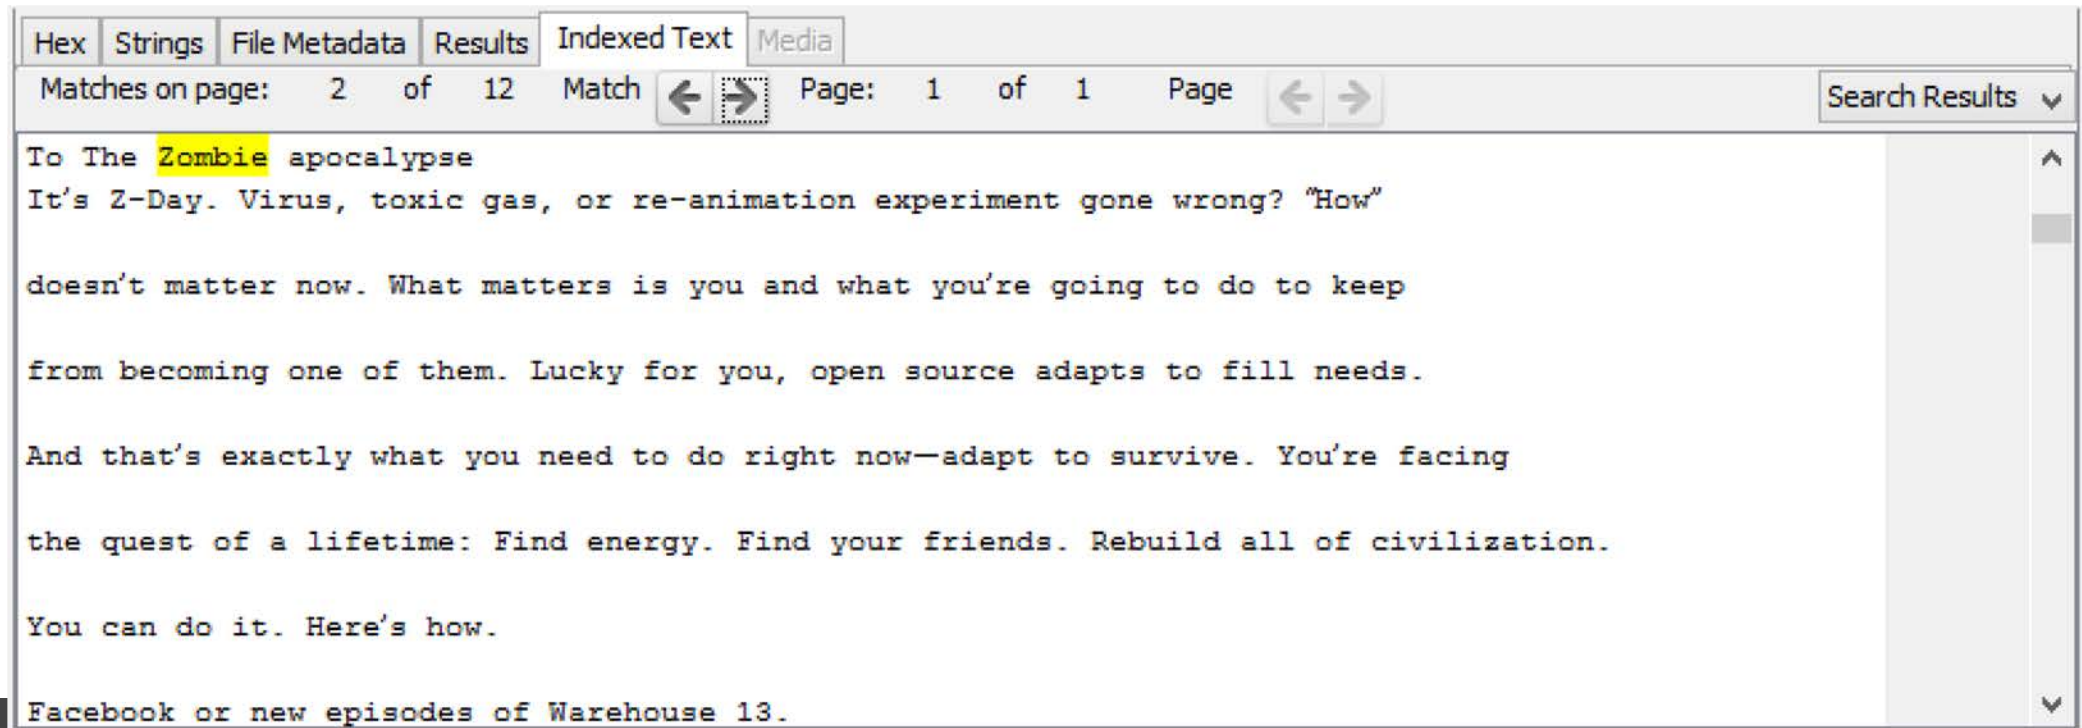 Hex Strings File Metadata Results Indexed Text Media
Matches on page: 2 of 12 Match Page: 1 of 1 Page Search Results
To The Zombie apocalypse
It's Z-Day. Virus, toxic gas, or re-animation experiment gone wrong? “How”
doesn't matter now. What matters is you and what you're going to do to keep
from becoming one of them. Lucky for you, open source adapts to fill needs.
And that's exactly what you need to do right now—adapt to survive. You're facing
the quest of a lifetime: Find energy. Find your friends. Rebuild all of civilization.
You can do it. Here's how.
Facebook or new episodes of Warehouse 13.